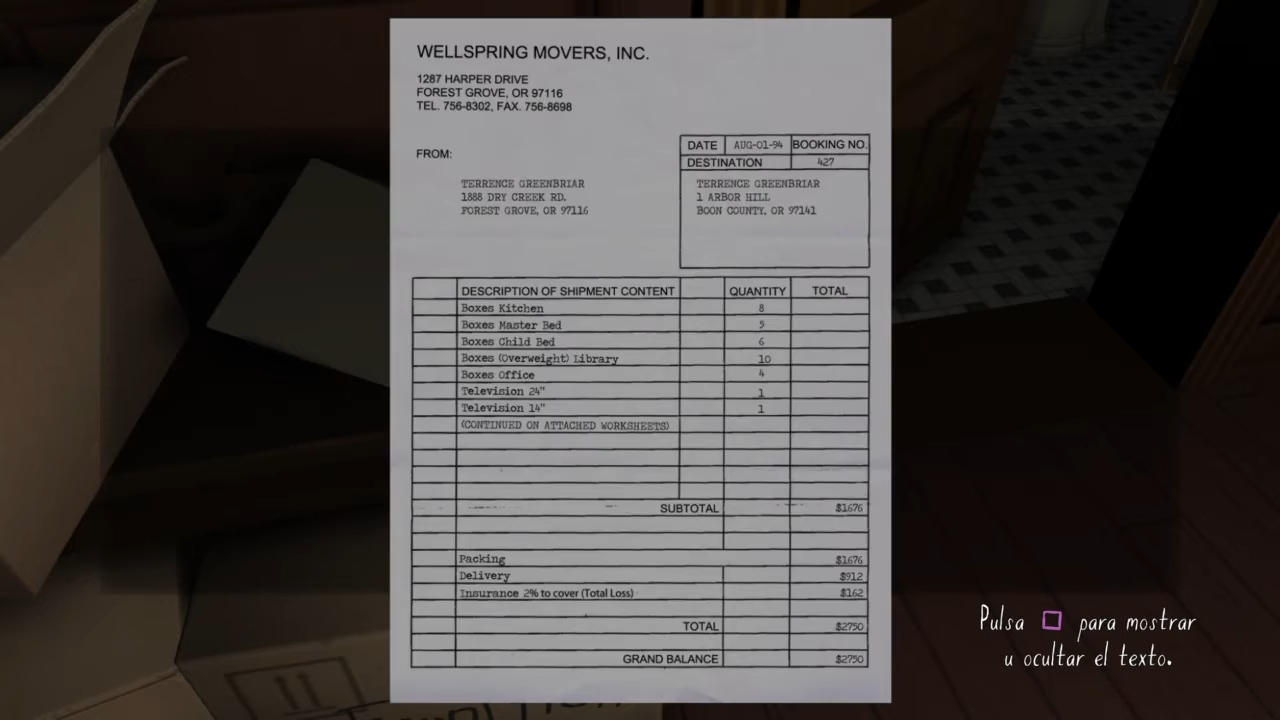 WELLSPRING MOVERS, INC.
1287 HARPER DRIVE
FOREST GROVE, OR 97116
TEL. 756-8302, FAX. 756-8698
FROM:
TERRENCE GREENBRIAR
1888 DRY CREEK RD.
FOREST GROVE, OR 97116
DATE AUG-01-94 BOOKING NO.
DESTINATION 427
TERRENCE GREENBRIAR
1 ARBOR HILL
BOON COUNTY, OR 97141
DESCRIPTION OF SHIPMENT CONTENT QUANTITY TOTAL
Boxes Kitchen 8
Boxes Master Bed 5
Boxes Child Bed 6
Boxes (Overweight) Library 10
Boxes Office 4
Television 24" 1
Television 14" 1
(CONTINUED ON ATTACHED WORKSHEETS)
SUBTOTAL $1676
Packing $1676
Delivery $912
Insurance 2% to cover (Total Loss) $162
TOTAL $2750
GRAND BALANCE $2750
Pulsa □ para mostrar
u ocultar el texto.